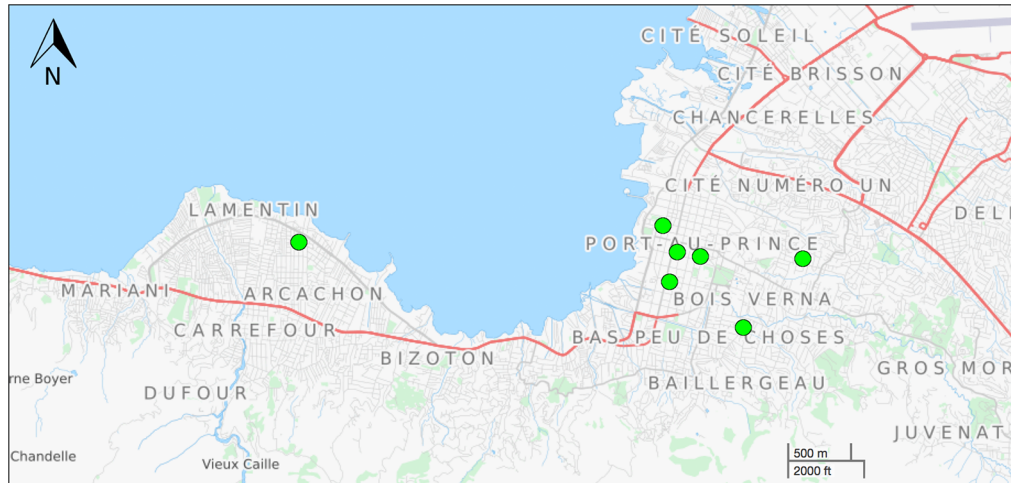 N
CITÉ SOLEIL
CITÉ BRISSON
CHANCERELLES
CITÉ NUMÉRO UN
LAMENTIN
DEL
PORT-AU-PRINCE
MARIANI
ARCACHON
BOIS VERNA
CARREFOUR
BAS PEU DE CHOSES
BIZOTON
GROS MOR
rne Boyer
BAILLERGEAU
DUFOUR
JUVENAT
Chandelle
Vieux Caille
500 m
2000 ft